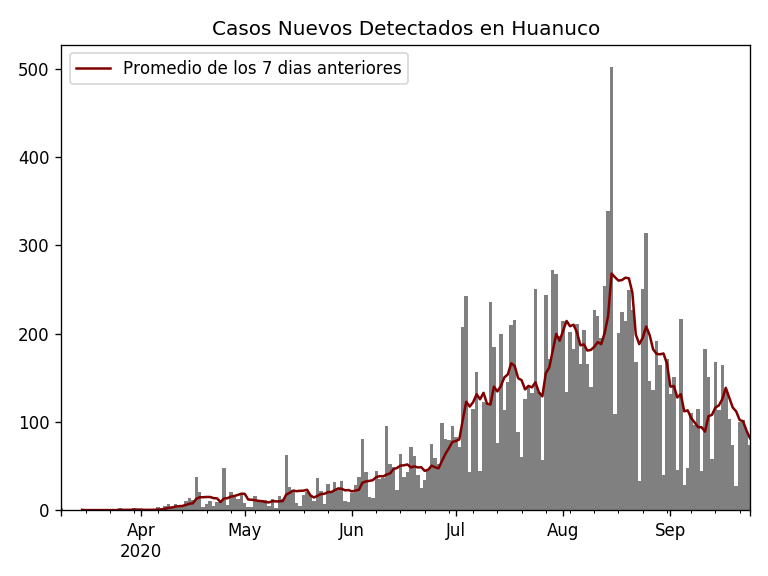 Casos Nuevos Detectados en Huanuco
Promedio de los 7 dias anteriores
500
400
300
200
100
0
Apr May Jun Jul Aug Sep
2020